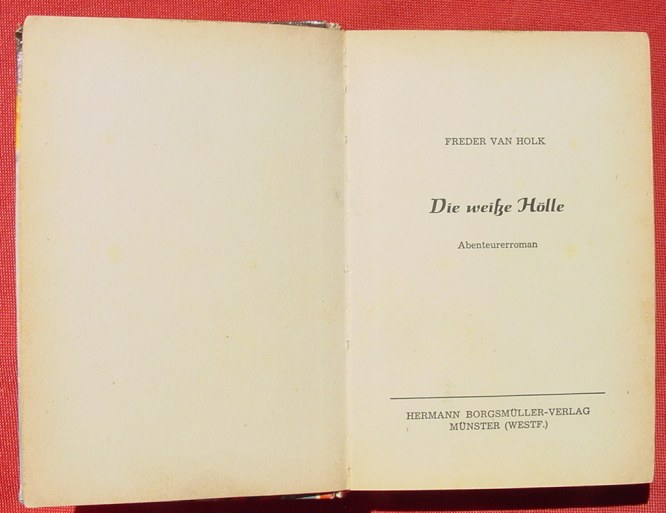 FREDER VAN HOLK
Die weiße Hölle
Abenteurerroman
HERMANN BORGSMÜLLER-VERLAG
MÜNSTER (WESTF.)